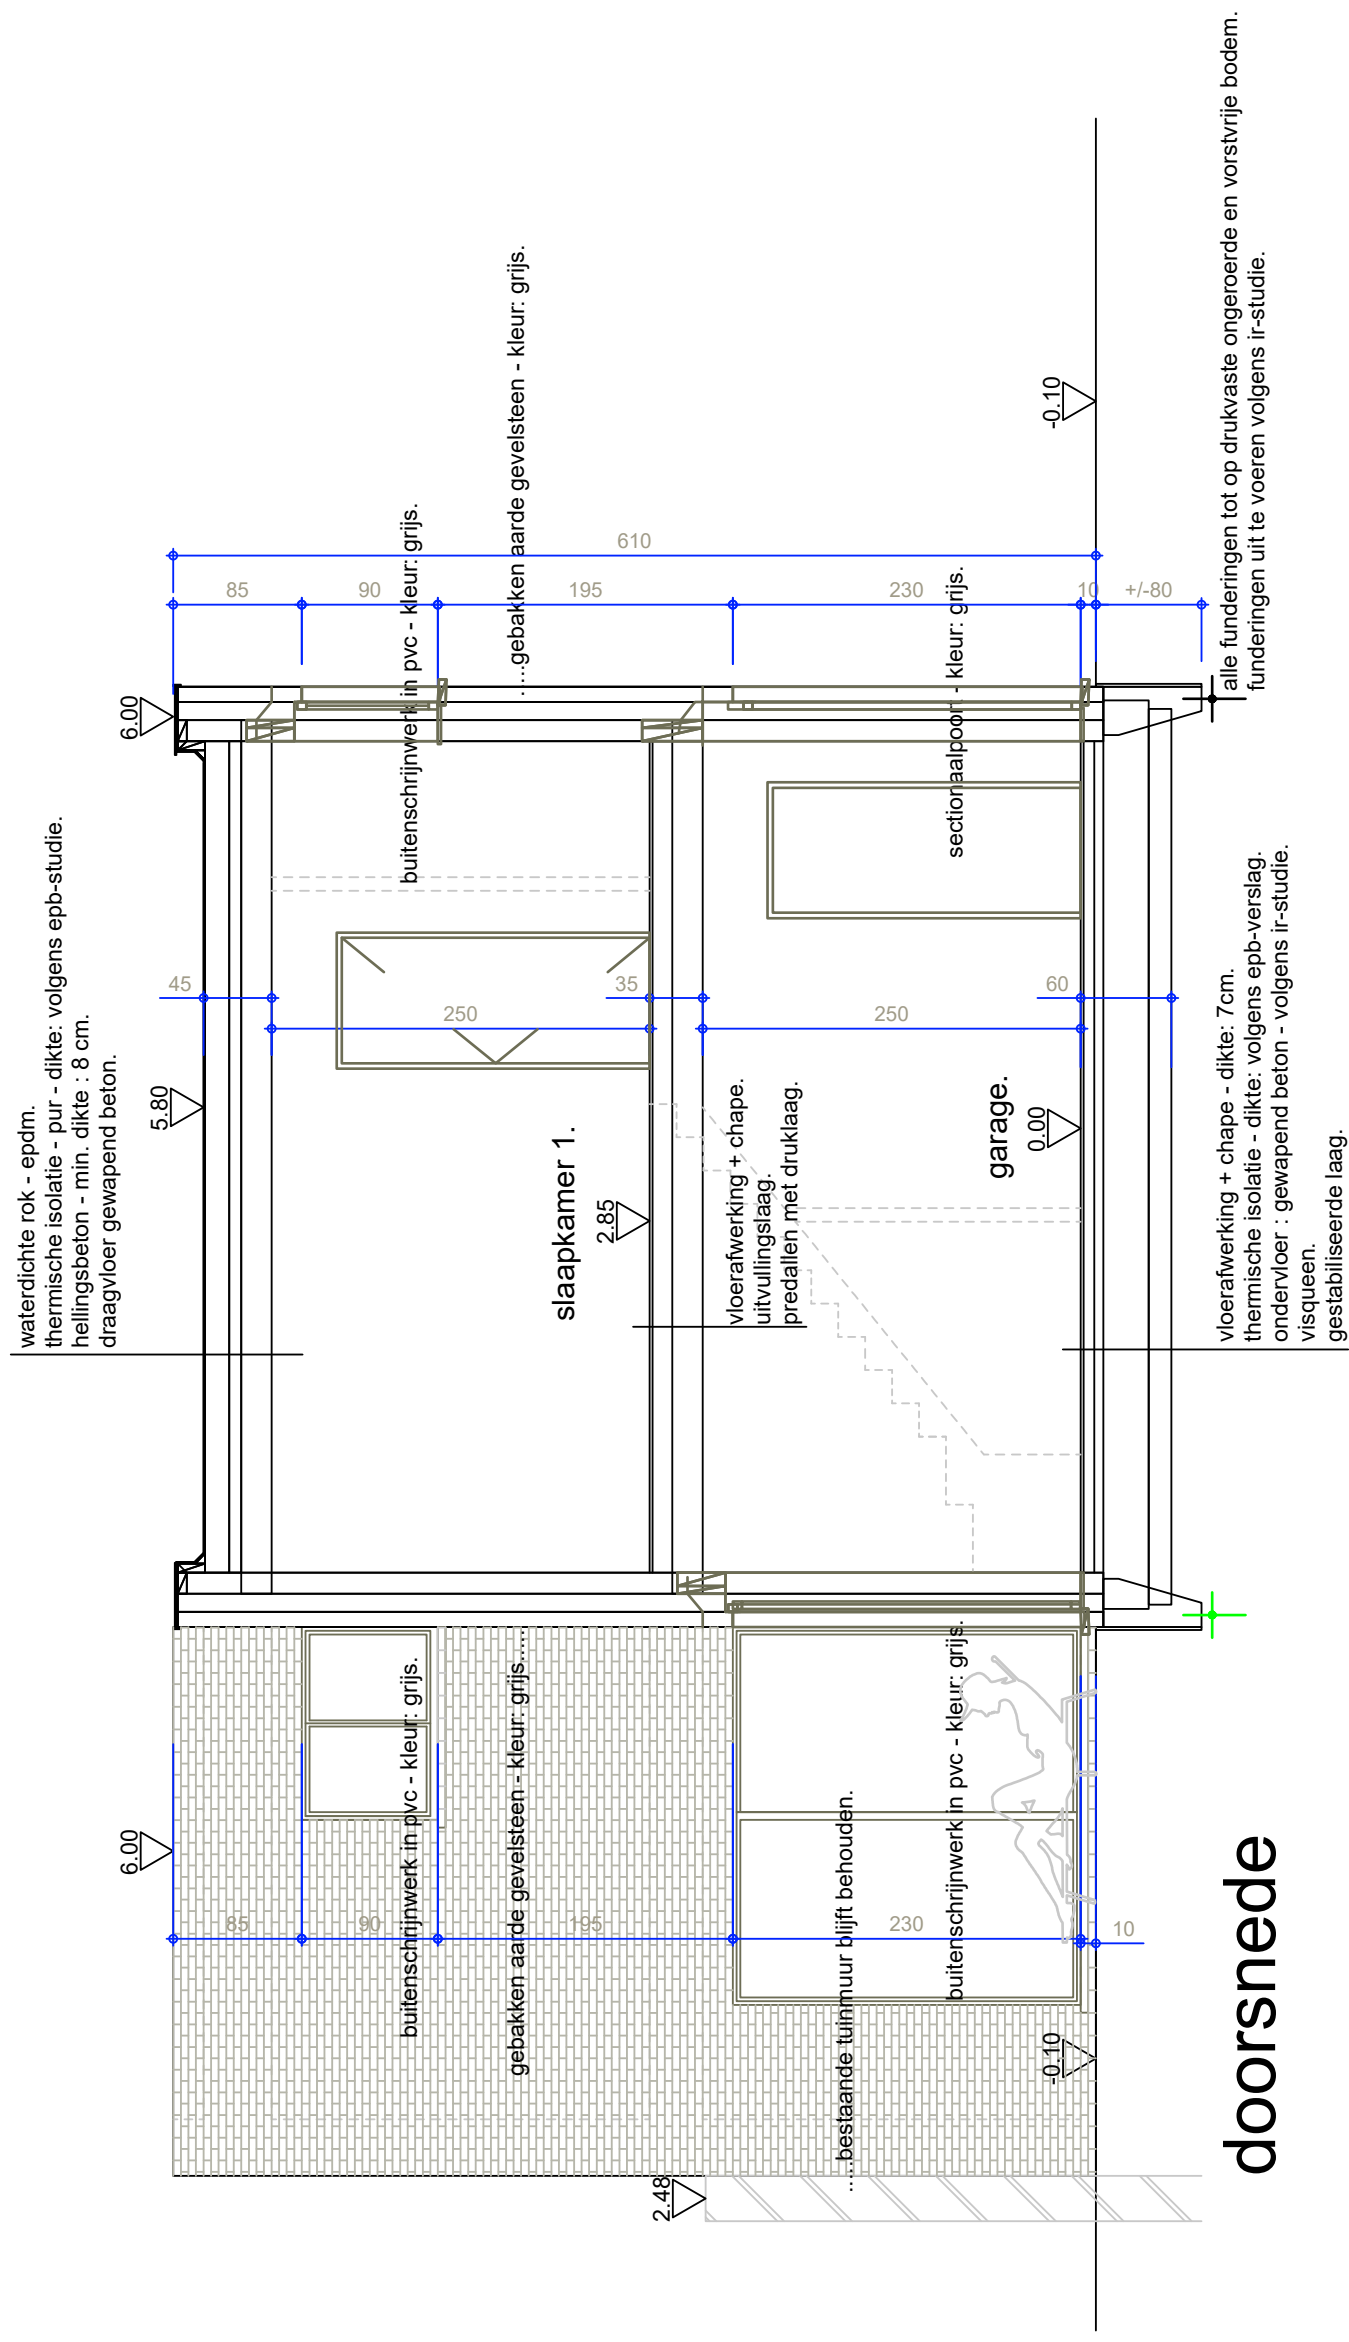 waterdichte rok - epdm.
thermische isolatie - pur - dikte: volgens epb-studie.
hellingsbeton - min. dikte : 8 cm.
draagvloer gewapend beton.
6.00
5.80
6.00
85
90
195
230
10
45
250
35
250
60
610
85
90
195
230
10
+/-80
buitenschrijnwerk in pvc - kleur: grijs.
gebakken aarde gevelsteen - kleur: grijs.....
.....bestaande tuinmuur blijft behouden.
buitenschrijnwerk in pvc - kleur: grijs.
buitenschrijnwerk in pvc - kleur: grijs.
.....gebakken aarde gevelsteen - kleur: grijs.
sectionaalpoort - kleur: grijs.
slaapkamer 1.
2.85
vloerafwerking + chape.
uitvullingslaag.
predallen met druklaag.
garage.
0.00
2.48
-0.10
-0.10
vloerafwerking + chape - dikte: 7cm.
thermische isolatie - dikte: volgens epb-verslag.
ondervloer : gewapend beton - volgens ir-studie.
visqueen.
gestabiliseerde laag.
alle funderingen tot op drukvaste ongeroerde en vorstvrije bodem.
funderingen uit te voeren volgens ir-studie.
doorsnede